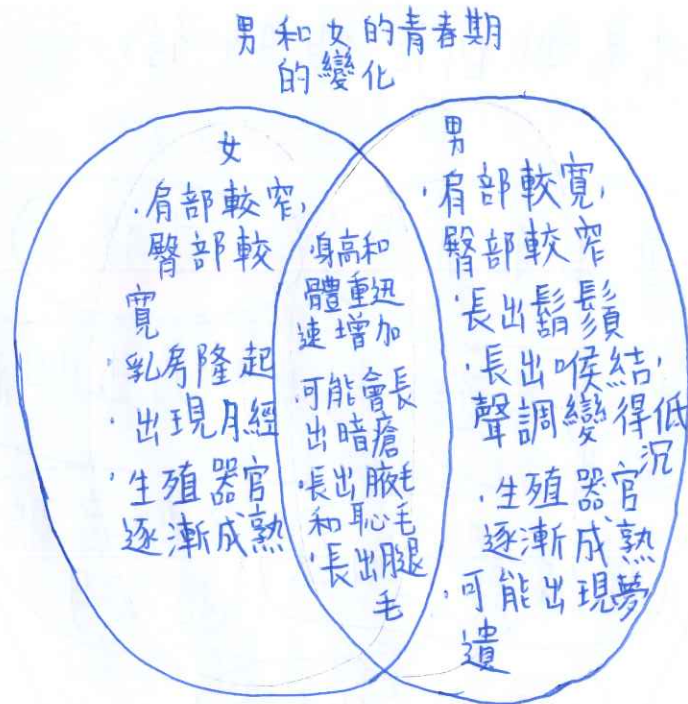 男和女的青春期
的變化
女
·肩部較窄,
臀部較
寬
·乳房隆起
·出現月經
·生殖器官
逐漸成熟
·身高和
體重迅
速增加
·可能會長
出暗瘡
·長出腋毛
和恥毛
·長出腿
毛
男
·肩部較寬,
臀部較窄
·長出鬍鬚
·長出喉結,
聲調變得低
沉
·生殖器官
逐漸成熟
·可能出現夢
遺